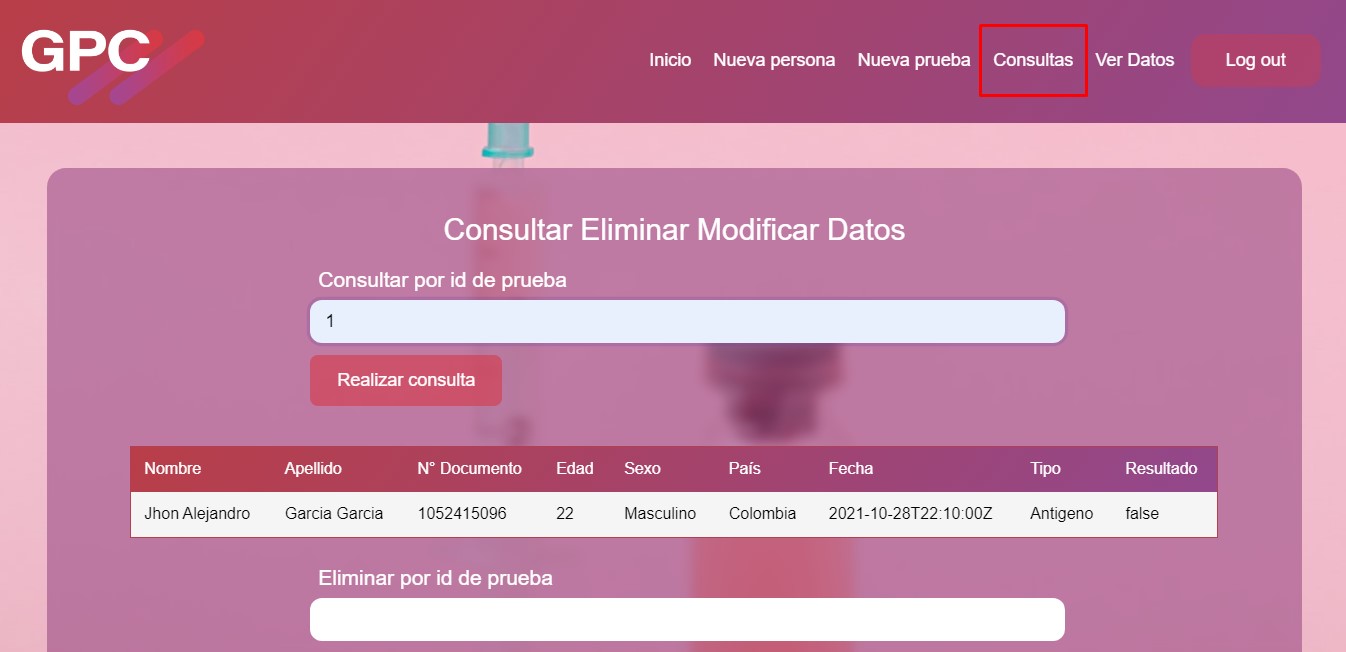 GPC
Inicio Nueva persona Nueva prueba Consultas Ver Datos Log out
Consultar Eliminar Modificar Datos
Consultar por id de prueba
1
Realizar consulta
Nombre Apellido N° Documento Edad Sexo País Fecha Tipo Resultado
Jhon Alejandro Garcia Garcia 1052415096 22 Masculino Colombia 2021-10-28T22:10:00Z Antigeno false
Eliminar por id de prueba